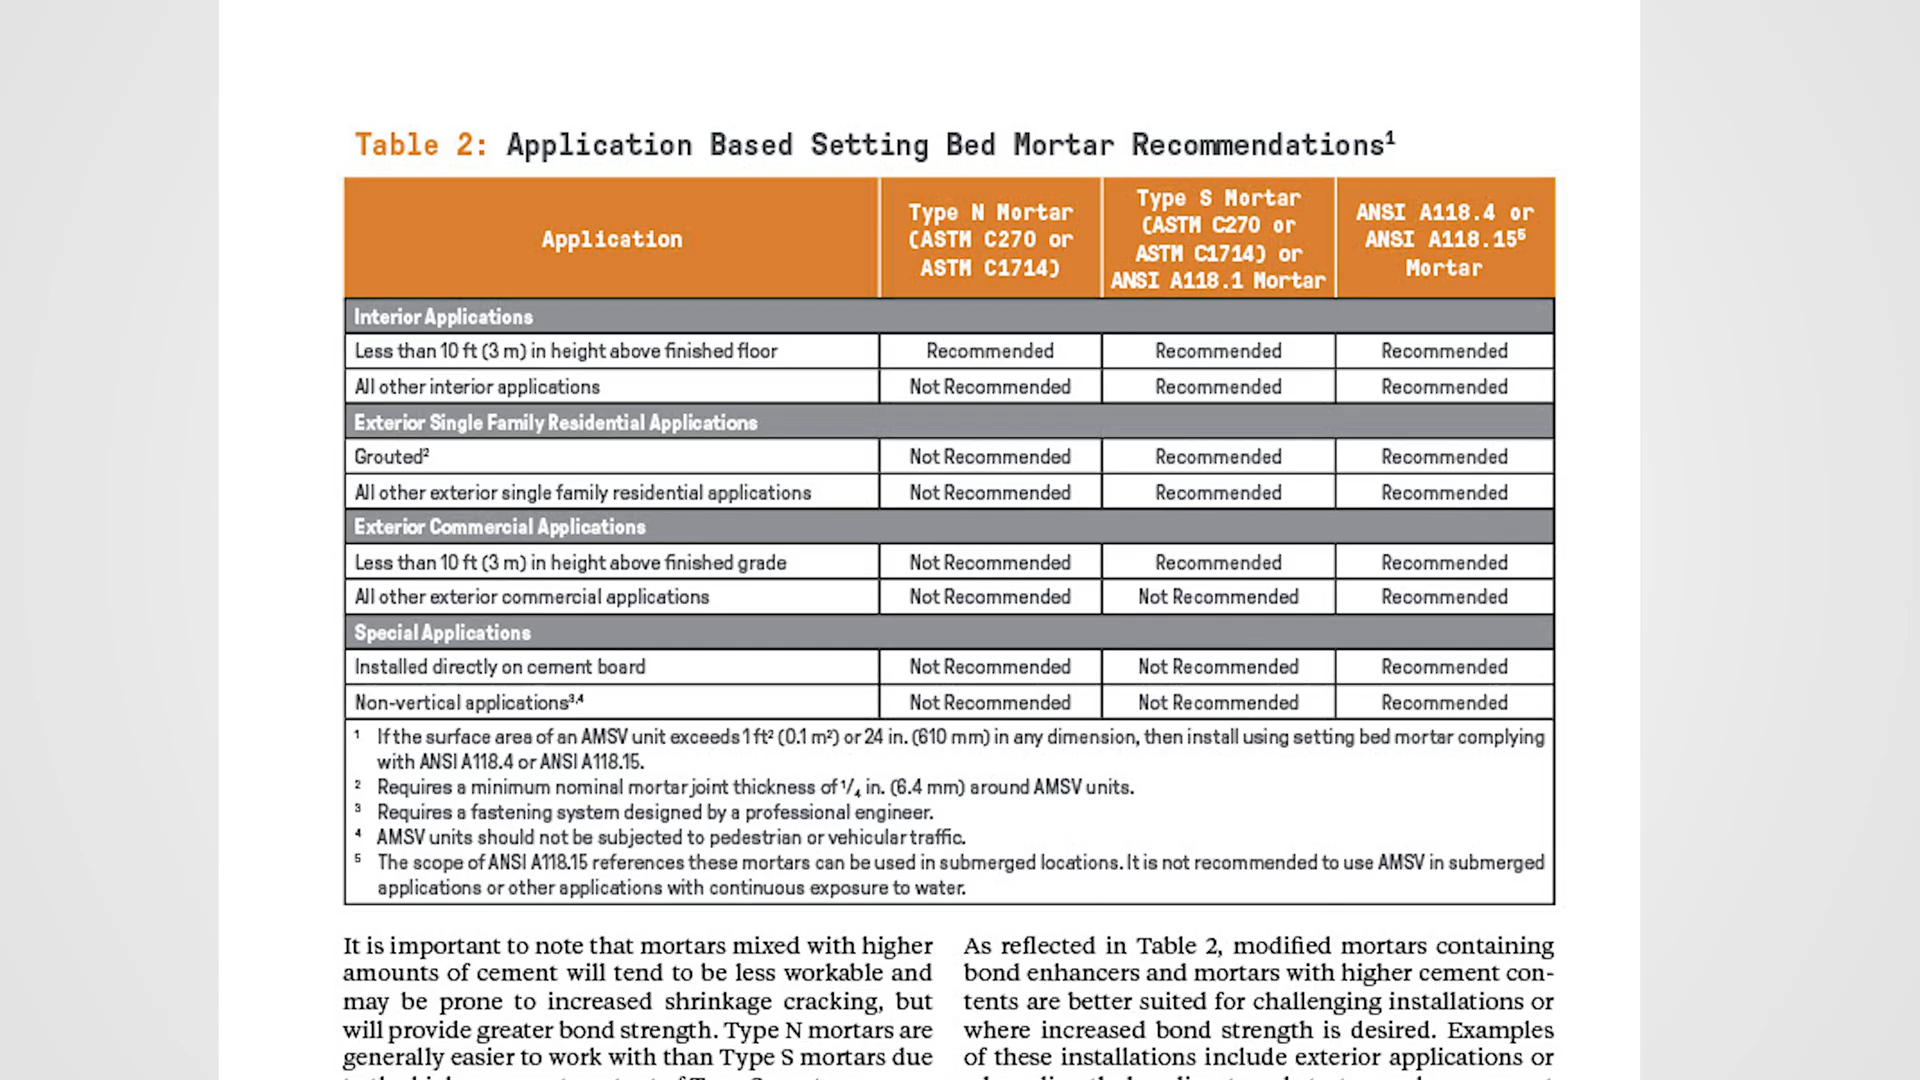 Table 2: Application Based Setting Bed Mortar Recommendations¹
Application
Type N Mortar
(ASTM C270 or
ASTM C1714)
Type S Mortar
(ASTM C270 or
ASTM C1714) or
ANSI A118.1 Mortar
ANSI A118.4 or
ANSI A118.15⁵
Mortar
Interior Applications
Less than 10 ft (3 m) in height above finished floor Recommended Recommended Recommended
All other interior applications Not Recommended Recommended Recommended
Exterior Single Family Residential Applications
Grouted² Not Recommended Recommended Recommended
All other exterior single family residential applications Not Recommended Recommended Recommended
Exterior Commercial Applications
Less than 10 ft (3 m) in height above finished grade Not Recommended Recommended Recommended
All other exterior commercial applications Not Recommended Not Recommended Recommended
Special Applications
Installed directly on cement board Not Recommended Not Recommended Recommended
Non-vertical applications³,⁴ Not Recommended Not Recommended Recommended
¹ If the surface area of an AMSV unit exceeds 1 ft² (0.1 m²) or 24 in. (610 mm) in any dimension, then install using setting bed mortar complying
with ANSI A118.4 or ANSI A118.15.
² Requires a minimum nominal mortar joint thickness of ¹/₄ in. (6.4 mm) around AMSV units.
³ Requires a fastening system designed by a professional engineer.
⁴ AMSV units should not be subjected to pedestrian or vehicular traffic.
⁵ The scope of ANSI A118.15 references these mortars can be used in submerged locations. It is not recommended to use AMSV in submerged
applications or other applications with continuous exposure to water.
It is important to note that mortars mixed with higher
amounts of cement will tend to be less workable and
may be prone to increased shrinkage cracking, but
will provide greater bond strength. Type N mortars are
generally easier to work with than Type S mortars due
As reflected in Table 2, modified mortars containing
bond enhancers and mortars with higher cement con-
tents are better suited for challenging installations or
where increased bond strength is desired. Examples
of these installations include exterior applications or